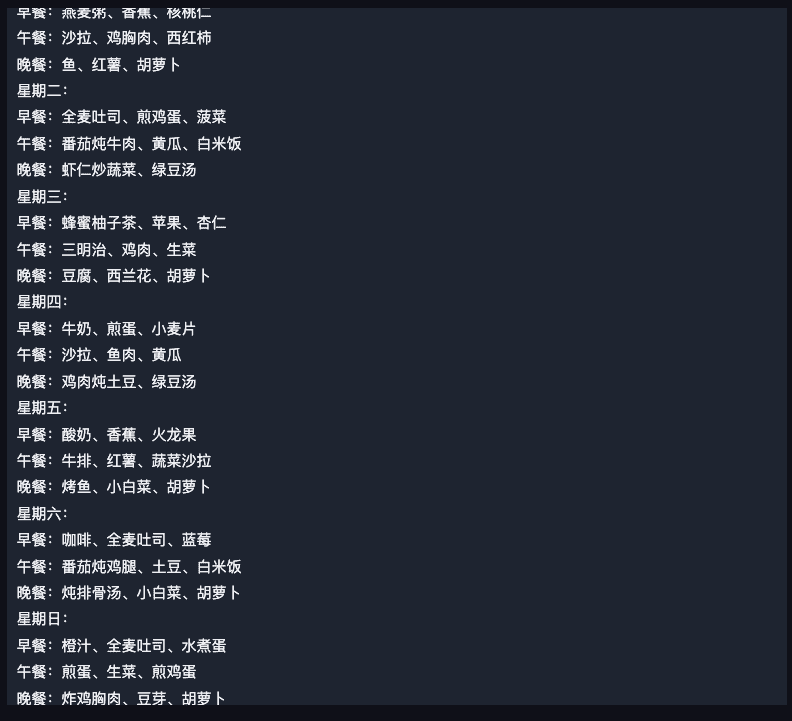 早餐：燕麦粥、香蕉、核桃仁
午餐：沙拉、鸡胸肉、西红柿
晚餐：鱼、红薯、胡萝卜
星期二：
早餐：全麦吐司、煎鸡蛋、菠菜
午餐：番茄炖牛肉、黄瓜、白米饭
晚餐：虾仁炒蔬菜、绿豆汤
星期三：
早餐：蜂蜜柚子茶、苹果、杏仁
午餐：三明治、鸡肉、生菜
晚餐：豆腐、西兰花、胡萝卜
星期四：
早餐：牛奶、煎蛋、小麦片
午餐：沙拉、鱼肉、黄瓜
晚餐：鸡肉炖土豆、绿豆汤
星期五：
早餐：酸奶、香蕉、火龙果
午餐：牛排、红薯、蔬菜沙拉
晚餐：烤鱼、小白菜、胡萝卜
星期六：
早餐：咖啡、全麦吐司、蓝莓
午餐：番茄炖鸡腿、土豆、白米饭
晚餐：炖排骨汤、小白菜、胡萝卜
星期日：
早餐：橙汁、全麦吐司、水煮蛋
午餐：煎蛋、生菜、煎鸡蛋
晚餐：炸鸡胸肉、豆芽、胡萝卜